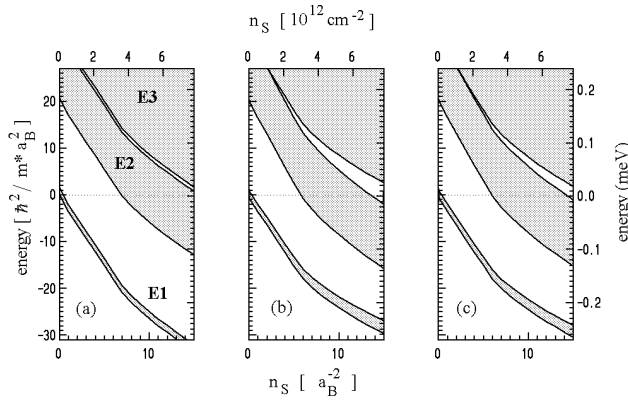 n_S [ 10^12 cm^-2 ]
0 2 4 6
0 2 4 6
0 2 4 6
energy [ ℏ^2 / m* a_B^2 ]
20
10
0
-10
-20
-30
E3
E2
E1
(a)
(b)
(c)
0.2
0.1
0.0
-0.1
-0.2
energy (meV)
0 10
0 10
0 10
n_S [ a_B^-2 ]